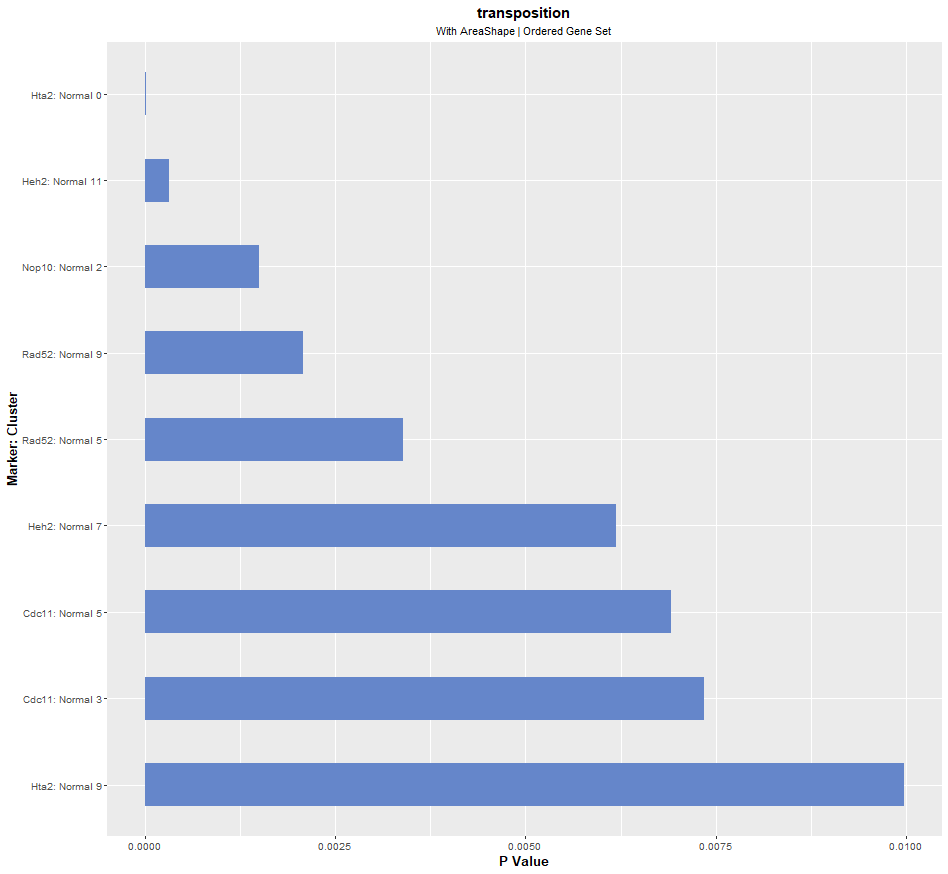 transposition
With AreaShape | Ordered Gene Set
Marker: Cluster
Hta2: Normal 0
Heh2: Normal 11
Nop10: Normal 2
Rad52: Normal 9
Rad52: Normal 5
Heh2: Normal 7
Cdc11: Normal 5
Cdc11: Normal 3
Hta2: Normal 9
0.0000 0.0025 0.0050 0.0075 0.0100
P Value